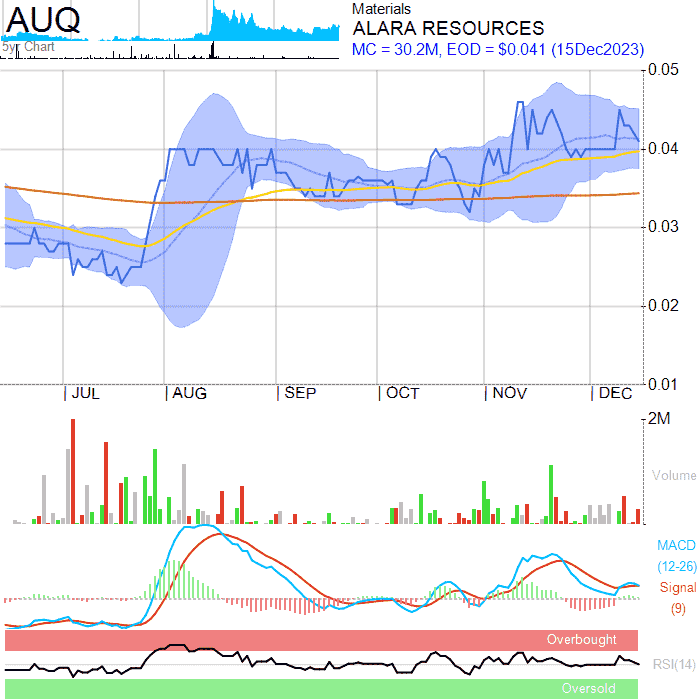 AUQ
5yr Chart
Materials
ALARA RESOURCES
MC = 30.2M, EOD = $0.041 (15Dec2023)
0.05
0.04
0.03
0.02
0.01
JUL AUG SEP OCT NOV DEC
2M
Volume
MACD
(12-26)
Signal
(9)
Overbought
RSI(14)
Oversold